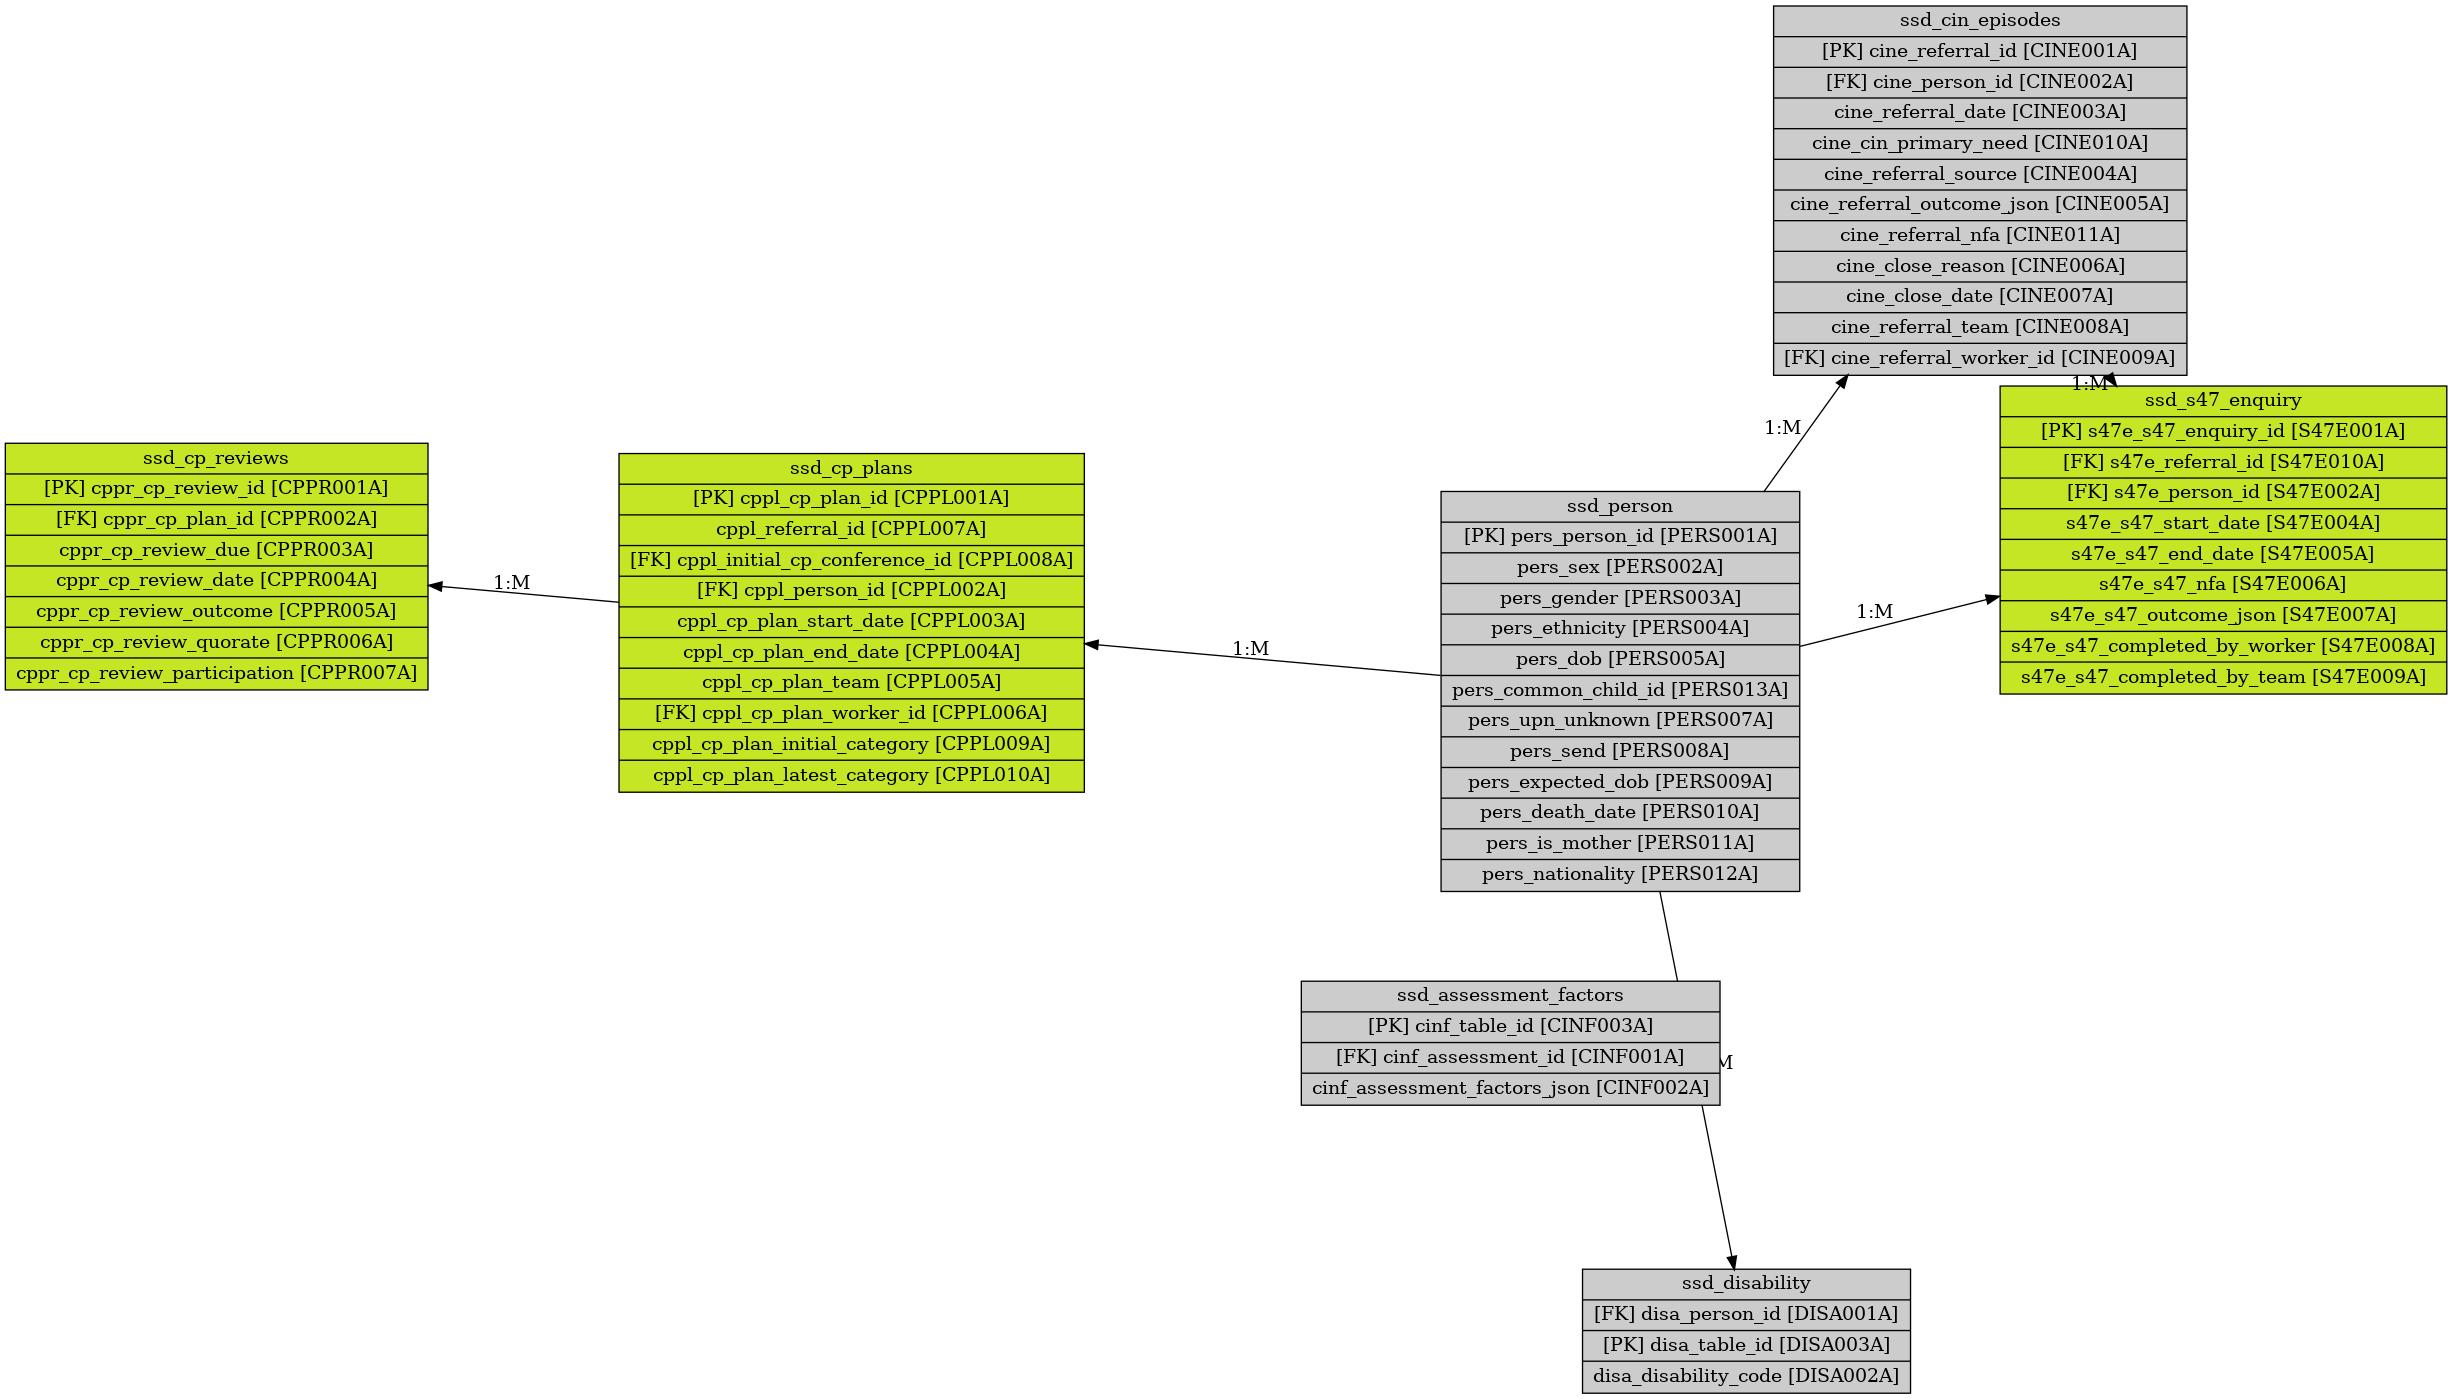 ssd_cin_episodes
[PK] cine_referral_id [CINE001A]
[FK] cine_person_id [CINE002A]
cine_referral_date [CINE003A]
cine_cin_primary_need [CINE010A]
cine_referral_source [CINE004A]
cine_referral_outcome_json [CINE005A]
cine_referral_nfa [CINE011A]
cine_close_reason [CINE006A]
cine_close_date [CINE007A]
cine_referral_team [CINE008A]
[FK] cine_referral_worker_id [CINE009A]
1:M
1:M
ssd_s47_enquiry
[PK] s47e_s47_enquiry_id [S47E001A]
[FK] s47e_referral_id [S47E010A]
[FK] s47e_person_id [S47E002A]
s47e_s47_start_date [S47E004A]
s47e_s47_end_date [S47E005A]
s47e_s47_nfa [S47E006A]
s47e_s47_outcome_json [S47E007A]
s47e_s47_completed_by_worker [S47E008A]
s47e_s47_completed_by_team [S47E009A]
ssd_cp_reviews
[PK] cppr_cp_review_id [CPPR001A]
[FK] cppr_cp_plan_id [CPPR002A]
cppr_cp_review_due [CPPR003A]
cppr_cp_review_date [CPPR004A]
cppr_cp_review_outcome [CPPR005A]
cppr_cp_review_quorate [CPPR006A]
cppr_cp_review_participation [CPPR007A]
1:M
ssd_cp_plans
[PK] cppl_cp_plan_id [CPPL001A]
cppl_referral_id [CPPL007A]
[FK] cppl_initial_cp_conference_id [CPPL008A]
[FK] cppl_person_id [CPPL002A]
cppl_cp_plan_start_date [CPPL003A]
cppl_cp_plan_end_date [CPPL004A]
cppl_cp_plan_team [CPPL005A]
[FK] cppl_cp_plan_worker_id [CPPL006A]
cppl_cp_plan_initial_category [CPPL009A]
cppl_cp_plan_latest_category [CPPL010A]
1:M
ssd_person
[PK] pers_person_id [PERS001A]
pers_sex [PERS002A]
pers_gender [PERS003A]
pers_ethnicity [PERS004A]
pers_dob [PERS005A]
pers_common_child_id [PERS013A]
pers_upn_unknown [PERS007A]
pers_send [PERS008A]
pers_expected_dob [PERS009A]
pers_death_date [PERS010A]
pers_is_mother [PERS011A]
pers_nationality [PERS012A]
1:M
ssd_assessment_factors
[PK] cinf_table_id [CINF003A]
[FK] cinf_assessment_id [CINF001A]
cinf_assessment_factors_json [CINF002A]
ssd_disability
[FK] disa_person_id [DISA001A]
[PK] disa_table_id [DISA003A]
disa_disability_code [DISA002A]